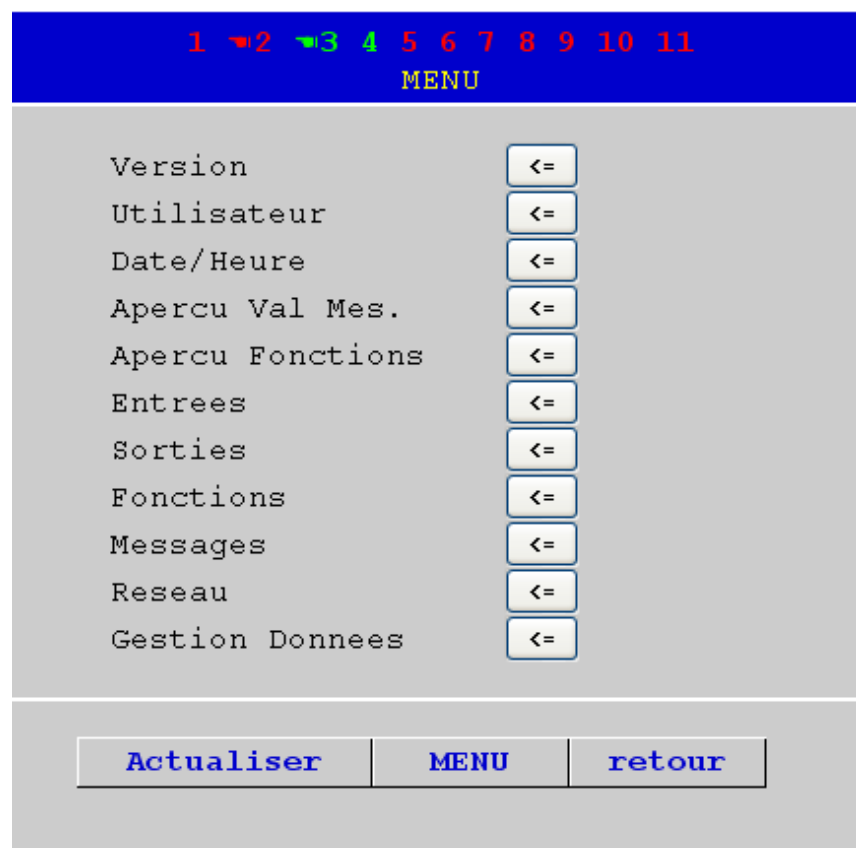 1 ☚2 ☚3 4 5 6 7 8 9 10 11
MENU
Version <=
Utilisateur <=
Date/Heure <=
Apercu Val Mes. <=
Apercu Fonctions <=
Entrees <=
Sorties <=
Fonctions <=
Messages <=
Reseau <=
Gestion Donnees <=
Actualiser MENU retour